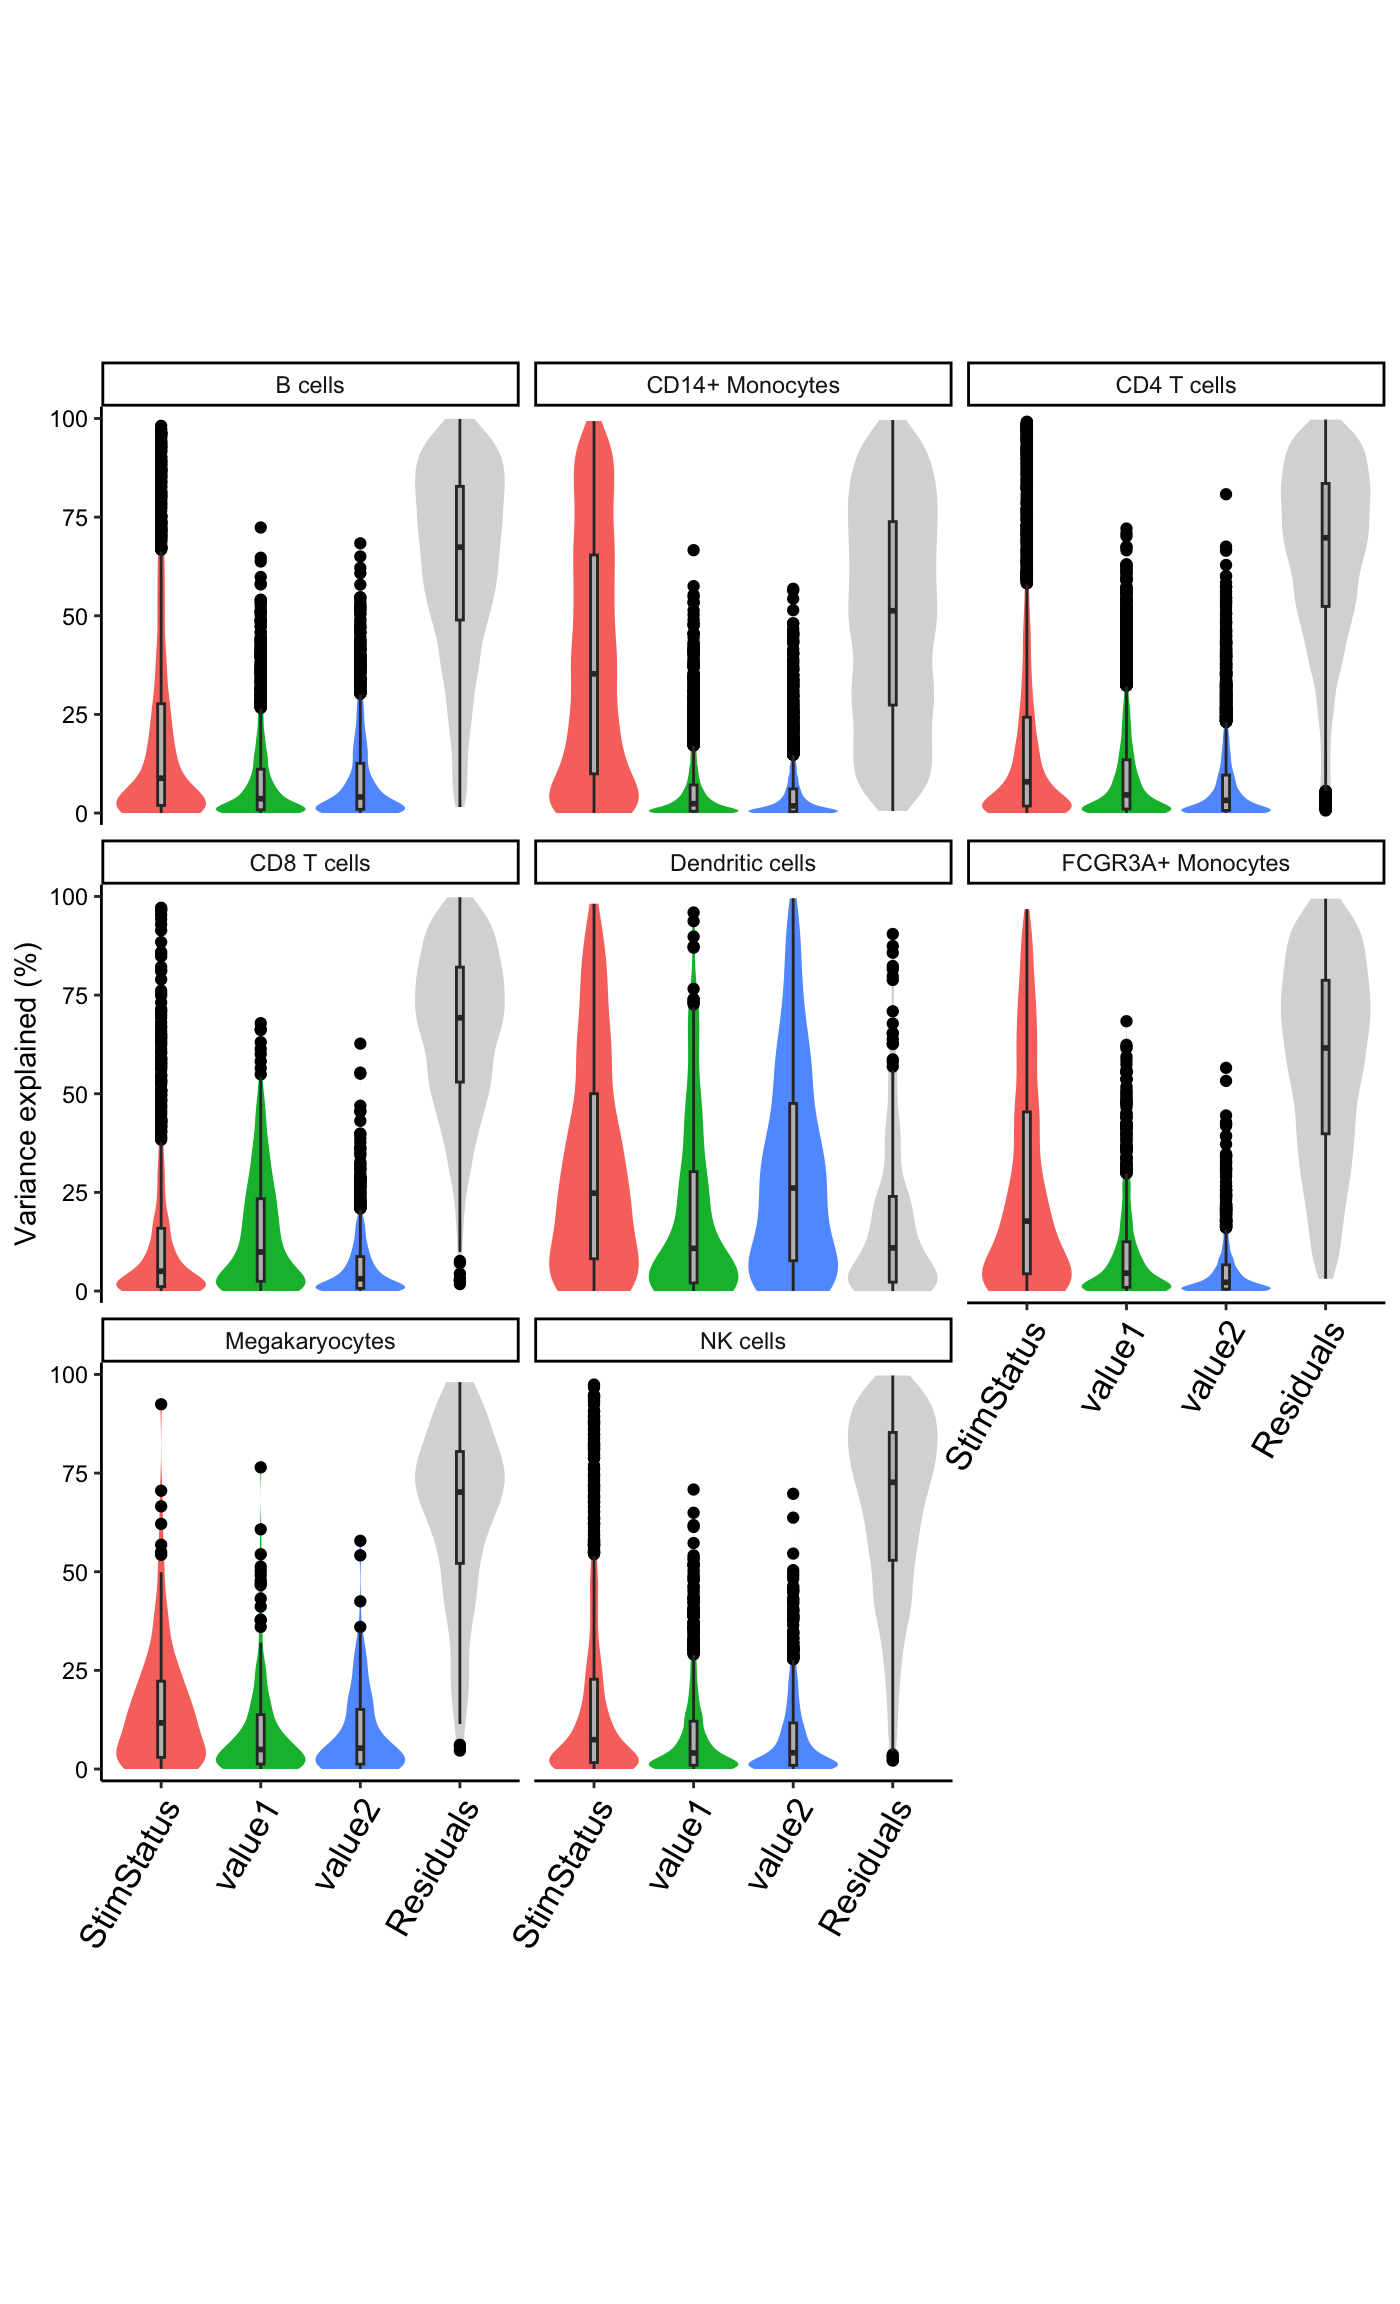 B cells
CD14+ Monocytes
CD4 T cells
100
75
50
25
0
CD8 T cells
Dendritic cells
FCGR3A+ Monocytes
Variance explained (%)
100
75
50
25
0
StimStatus
value1
value2
Residuals
Megakaryocytes
NK cells
100
75
50
25
0
StimStatus
value1
value2
Residuals
StimStatus
value1
value2
Residuals